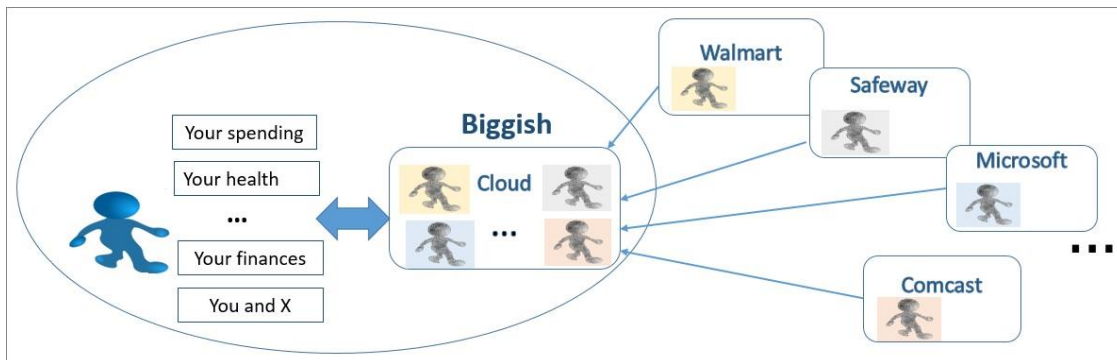 Your spending
Your health
...
Your finances
You and X
Biggish
Cloud
...
Walmart
Safeway
Microsoft
...
Comcast